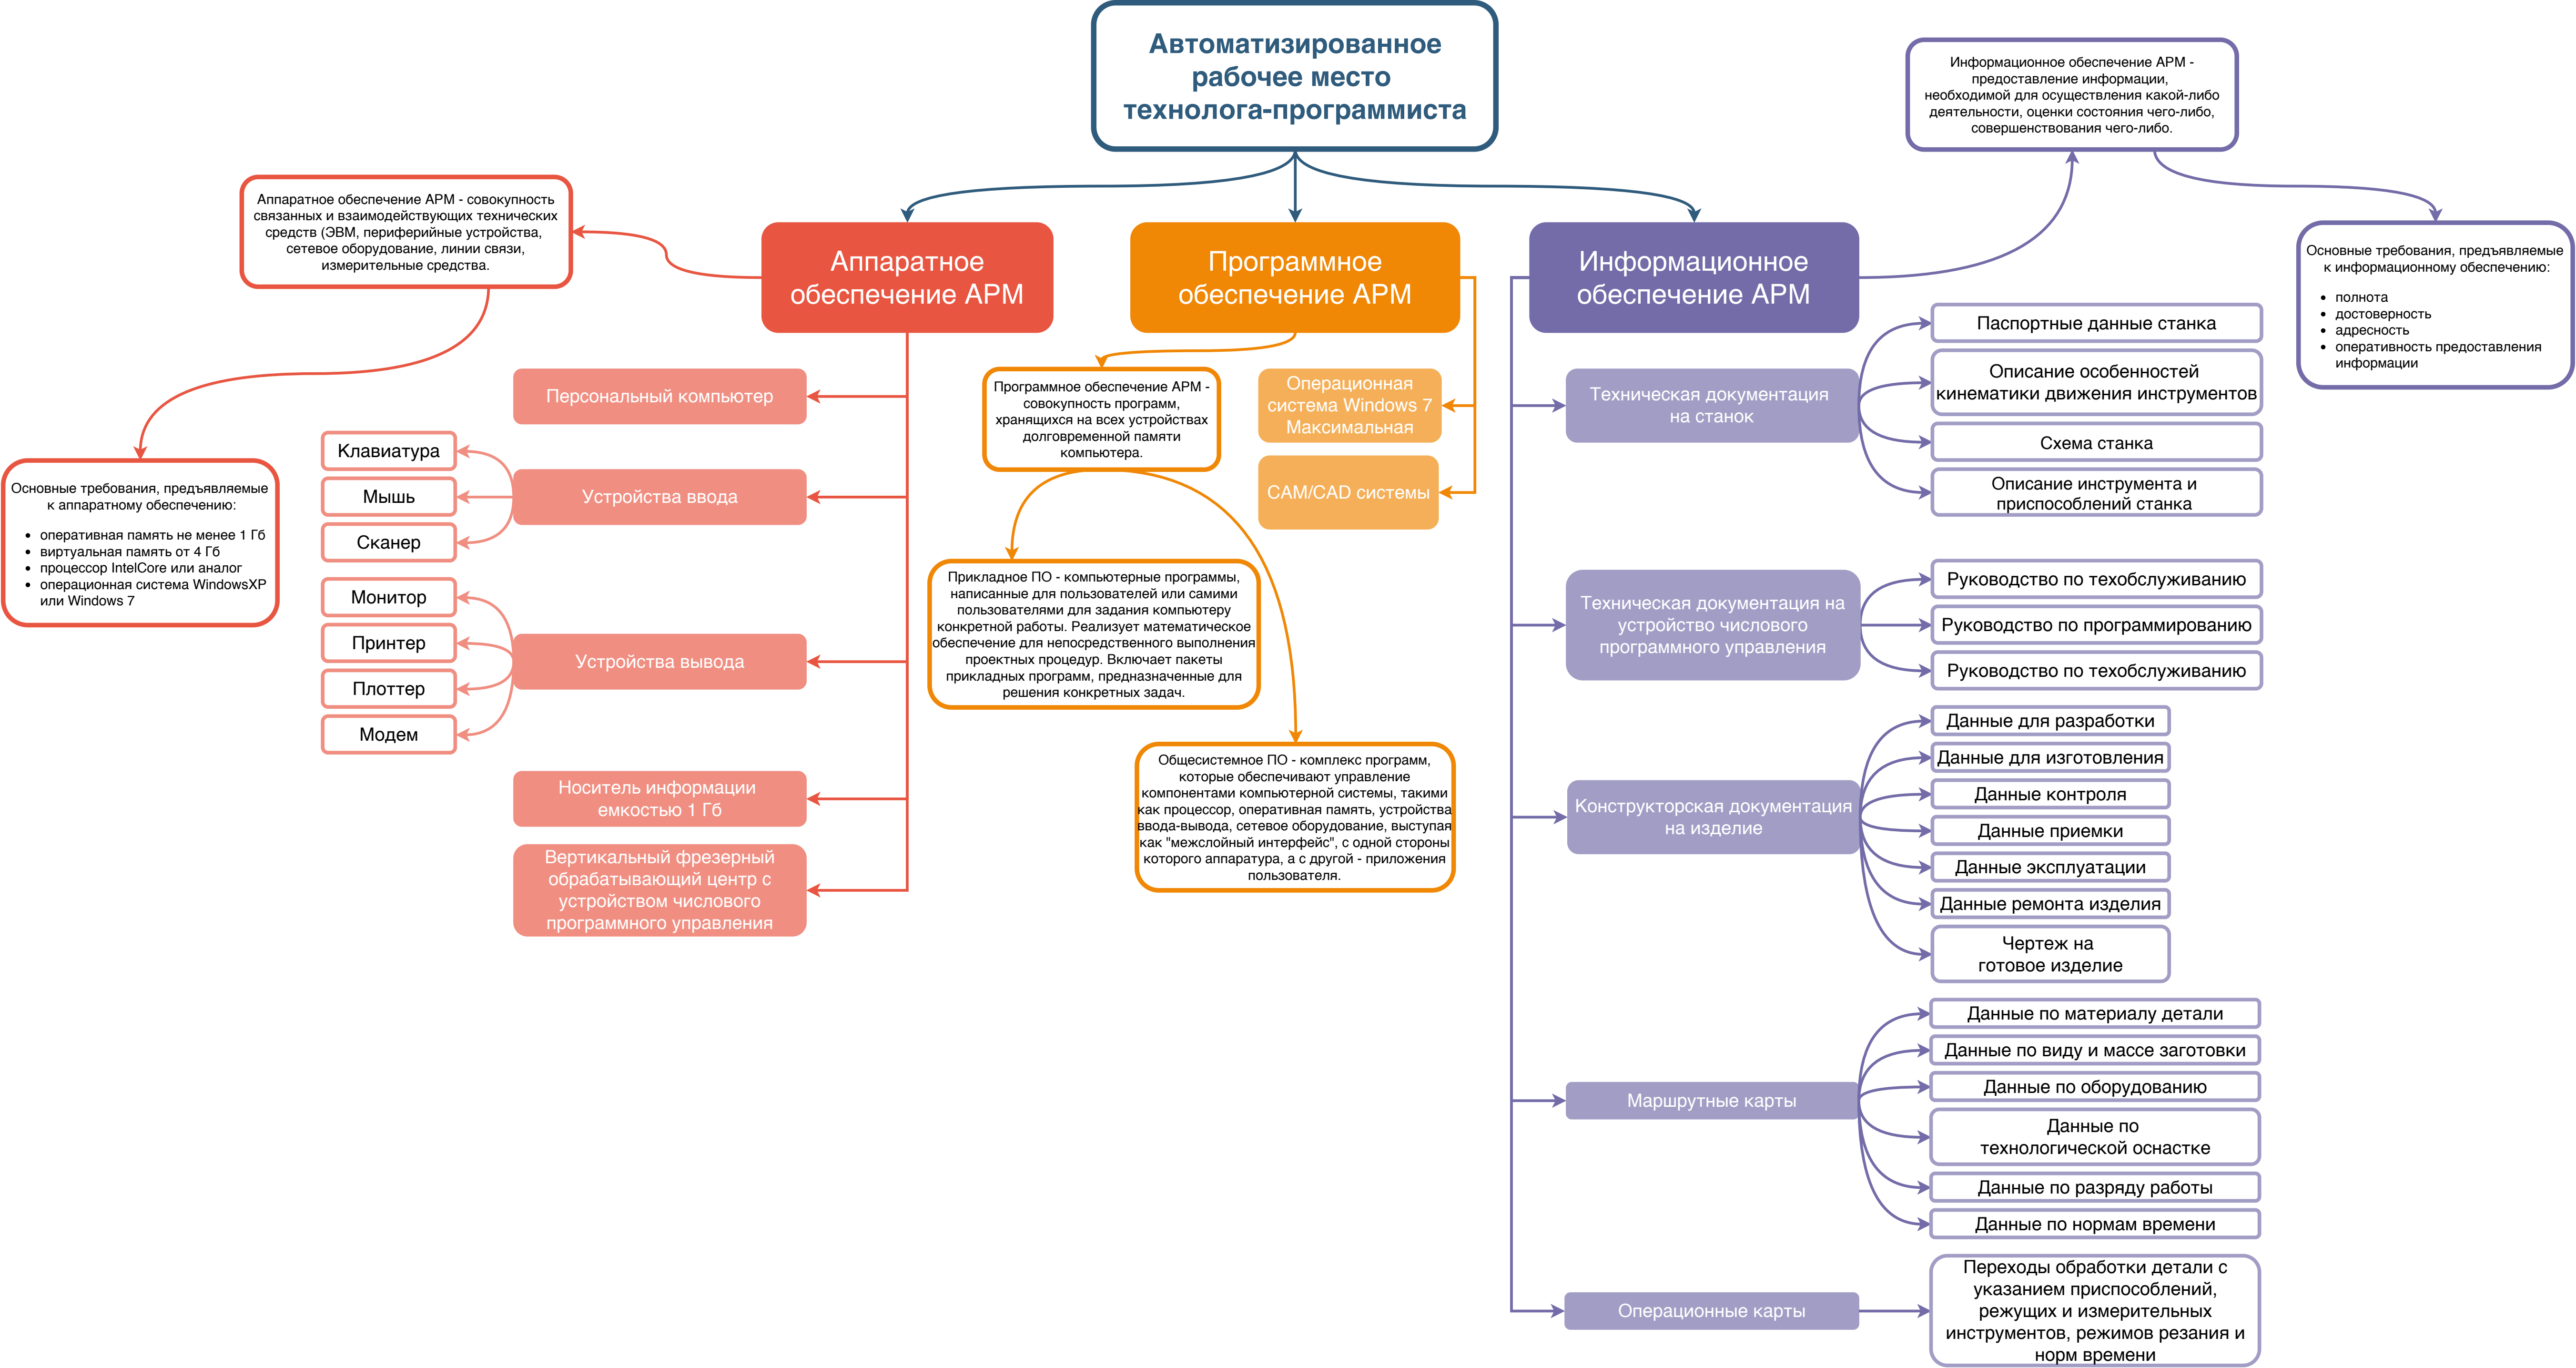 Автоматизированное
рабочее место
технолога-программиста
Информационное обеспечение АРМ -
предоставление информации,
необходимой для осуществления какой-либо
деятельности, оценки состояния чего-либо,
совершенствования чего-либо.
Аппаратное обеспечение АРМ - совокупность
связанных и взаимодействующих технических
средств (ЭВМ, периферийные устройства,
сетевое оборудование, линии связи,
измерительные средства.
Аппаратное
обеспечение АРМ
Программное
обеспечение АРМ
Информационное
обеспечение АРМ
Основные требования, предъявляемые
к информационному обеспечению:
• полнота
• достоверность
• адресность
• оперативность предоставления
информации
Основные требования, предъявляемые
к аппаратному обеспечению:
• оперативная память не менее 1 Гб
• виртуальная память от 4 Гб
• процессор IntelCore или аналог
• операционная система WindowsXP
или Windows 7
Персональный компьютер
Устройства ввода
Клавиатура
Мышь
Сканер
Устройства вывода
Монитор
Принтер
Плоттер
Модем
Носитель информации
емкостью 1 Гб
Вертикальный фрезерный
обрабатывающий центр с
устройством числового
программного управления
Программное обеспечение АРМ -
совокупность программ,
хранящихся на всех устройствах
долговременной памяти
компьютера.
Операционная
система Windows 7
Максимальная
CAM/CAD системы
Прикладное ПО - компьютерные программы,
написанные для пользователей или самими
пользователями для задания компьютеру
конкретной работы. Реализует математическое
обеспечение для непосредственного выполнения
проектных процедур. Включает пакеты
прикладных программ, предназначенные для
решения конкретных задач.
Общесистемное ПО - комплекс программ,
которые обеспечивают управление
компонентами компьютерной системы, такими
как процессор, оперативная память, устройства
ввода-вывода, сетевое оборудование, выступая
как "межслойный интерфейс", с одной стороны
которого аппаратура, а с другой - приложения
пользователя.
Техническая документация
на станок
Паспортные данные станка
Описание особенностей
кинематики движения инструментов
Схема станка
Описание инструмента и
приспособлений станка
Техническая документация на
устройство числового
программного управления
Руководство по техобслуживанию
Руководство по программированию
Руководство по техобслуживанию
Конструкторская документация
на изделие
Данные для разработки
Данные для изготовления
Данные контроля
Данные приемки
Данные эксплуатации
Данные ремонта изделия
Чертеж на
готовое изделие
Маршрутные карты
Данные по материалу детали
Данные по виду и массе заготовки
Данные по оборудованию
Данные по
технологической оснастке
Данные по разряду работы
Данные по нормам времени
Операционные карты
Переходы обработки детали с
указанием приспособлений,
режущих и измерительных
инструментов, режимов резания и
норм времени